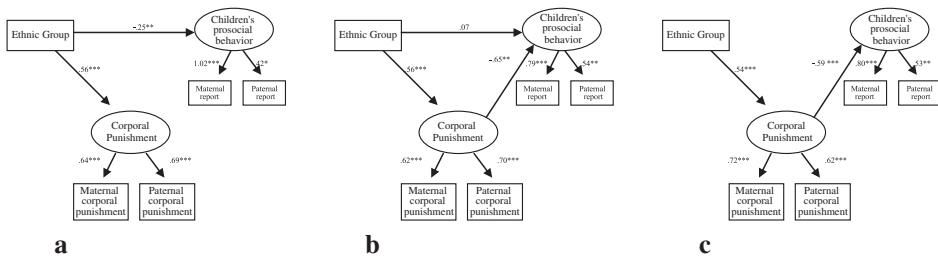 Ethnic Group
-.25**
Children's
prosocial
behavior
1.02***
.42*
Maternal
report
Paternal
report
.56***
Corporal
Punishment
.64***
.69***
Maternal
corporal
punishment
Paternal
corporal
punishment
a
Ethnic Group
.07
Children's
prosocial
behavior
-.65**
.79***
.54**
Maternal
report
Paternal
report
.56***
Corporal
Punishment
.62***
.70***
Maternal
corporal
punishment
Paternal
corporal
punishment
b
Ethnic Group
Children's
prosocial
behavior
-.59 ***
.80***
.53**
Maternal
report
Paternal
report
.54***
Corporal
Punishment
.72***
.62***
Maternal
corporal
punishment
Paternal
corporal
punishment
c